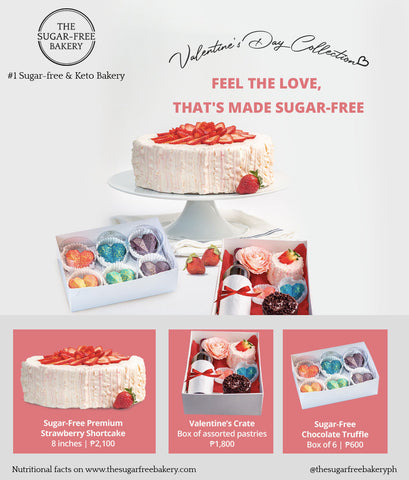 THE
SUGAR-FREE
BAKERY
#1 Sugar-free & Keto Bakery
Valentine's Day Collection
FEEL THE LOVE,
THAT'S MADE SUGAR-FREE
Sugar-Free Premium
Strawberry Shortcake
8 inches | ₱2,100
Valentine's Crate
Box of assorted pastries
₱1,800
Sugar-Free
Chocolate Truffle
Box of 6 | ₱600
Nutritional facts on www.thesugarfreebakery.com
@thesugarfreebakeryph